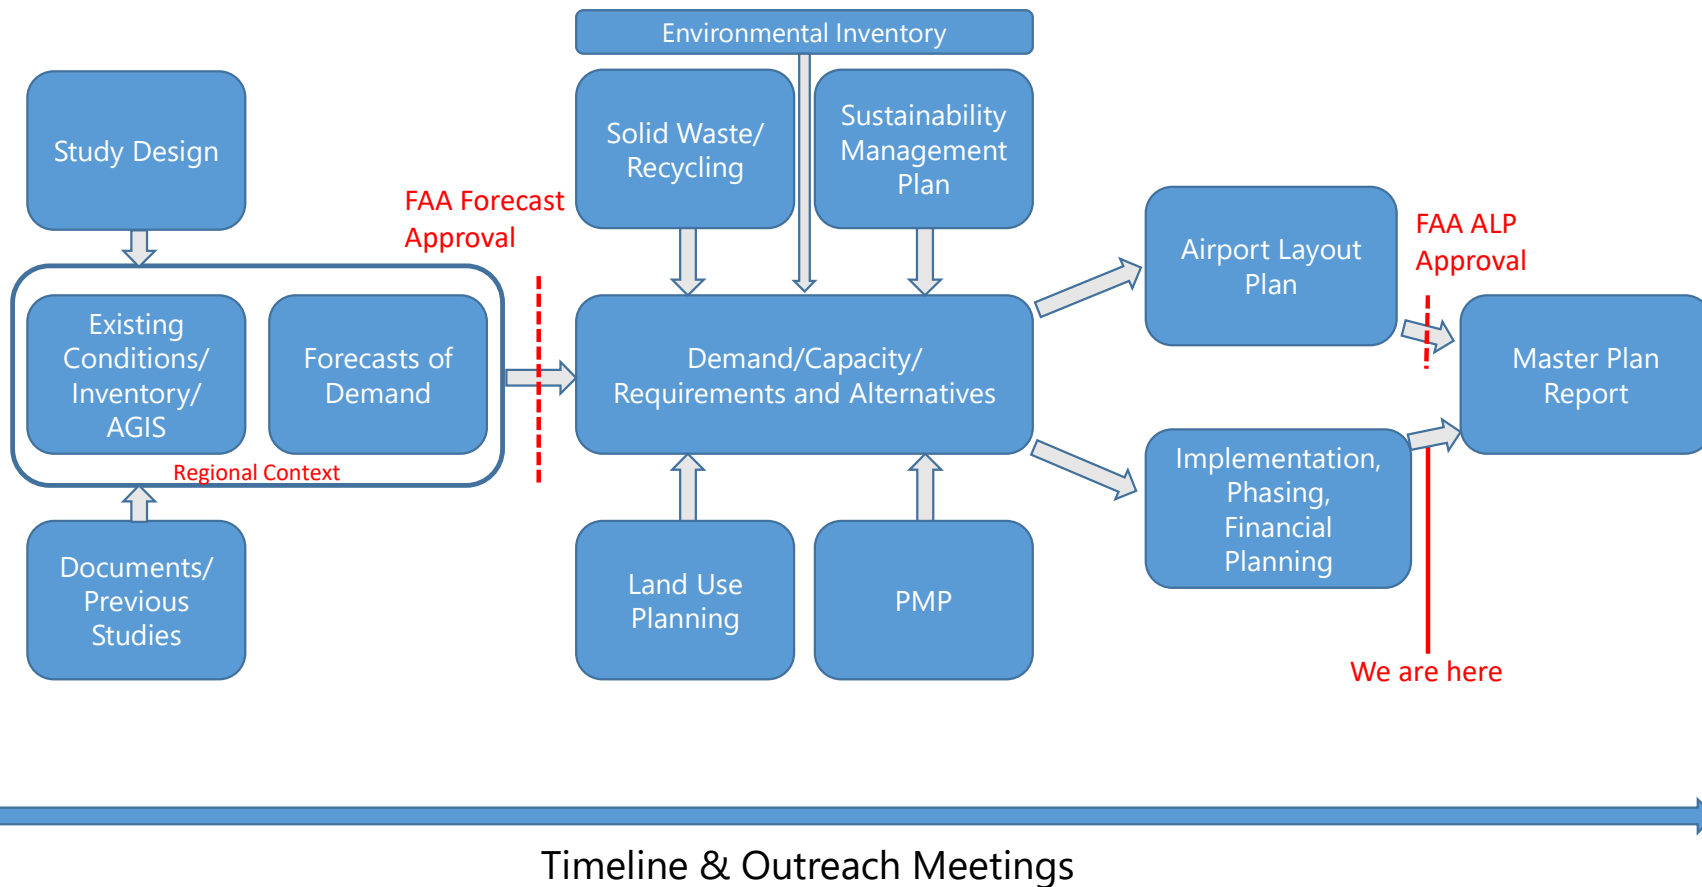 Environmental Inventory
Study Design
Solid Waste/
Recycling
Sustainability
Management
Plan
FAA Forecast
Approval
Airport Layout
Plan
FAA ALP
Approval
Existing
Conditions/
Inventory/
AGIS
Forecasts of
Demand
Regional Context
Demand/Capacity/
Requirements and Alternatives
Master Plan
Report
Implementation,
Phasing,
Financial
Planning
Documents/
Previous
Studies
Land Use
Planning
PMP
We are here
Timeline & Outreach Meetings